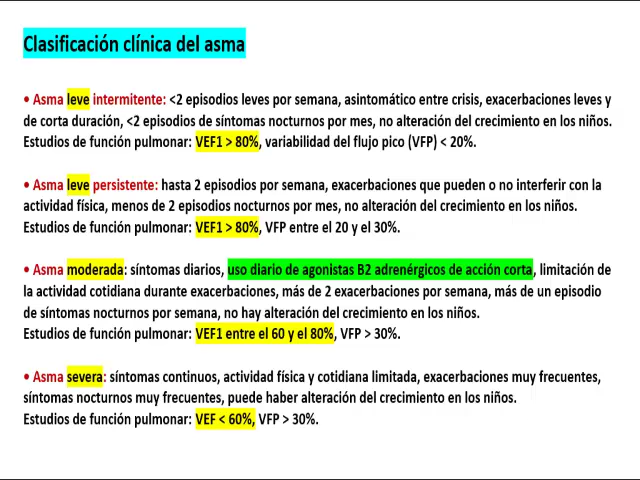 Clasificación clínica del asma
• Asma leve intermitente: <2 episodios leves por semana, asintomático entre crisis, exacerbaciones leves y
de corta duración, <2 episodios de síntomas nocturnos por mes, no alteración del crecimiento en los niños.
Estudios de función pulmonar: VEF1 > 80%, variabilidad del flujo pico (VFP) < 20%.
• Asma leve persistente: hasta 2 episodios por semana, exacerbaciones que pueden o no interferir con la
actividad física, menos de 2 episodios nocturnos por mes, no alteración del crecimiento en los niños.
Estudios de función pulmonar: VEF1 > 80%, VFP entre el 20 y el 30%.
• Asma moderada: síntomas diarios, uso diario de agonistas B2 adrenérgicos de acción corta, limitación de
la actividad cotidiana durante exacerbaciones, más de 2 exacerbaciones por semana, más de un episodio
de síntomas nocturnos por semana, no hay alteración del crecimiento en los niños.
Estudios de función pulmonar: VEF1 entre el 60 y el 80%, VFP > 30%.
• Asma severa: síntomas continuos, actividad física y cotidiana limitada, exacerbaciones muy frecuentes,
síntomas nocturnos muy frecuentes, puede haber alteración del crecimiento en los niños.
Estudios de función pulmonar: VEF < 60%, VFP > 30%.